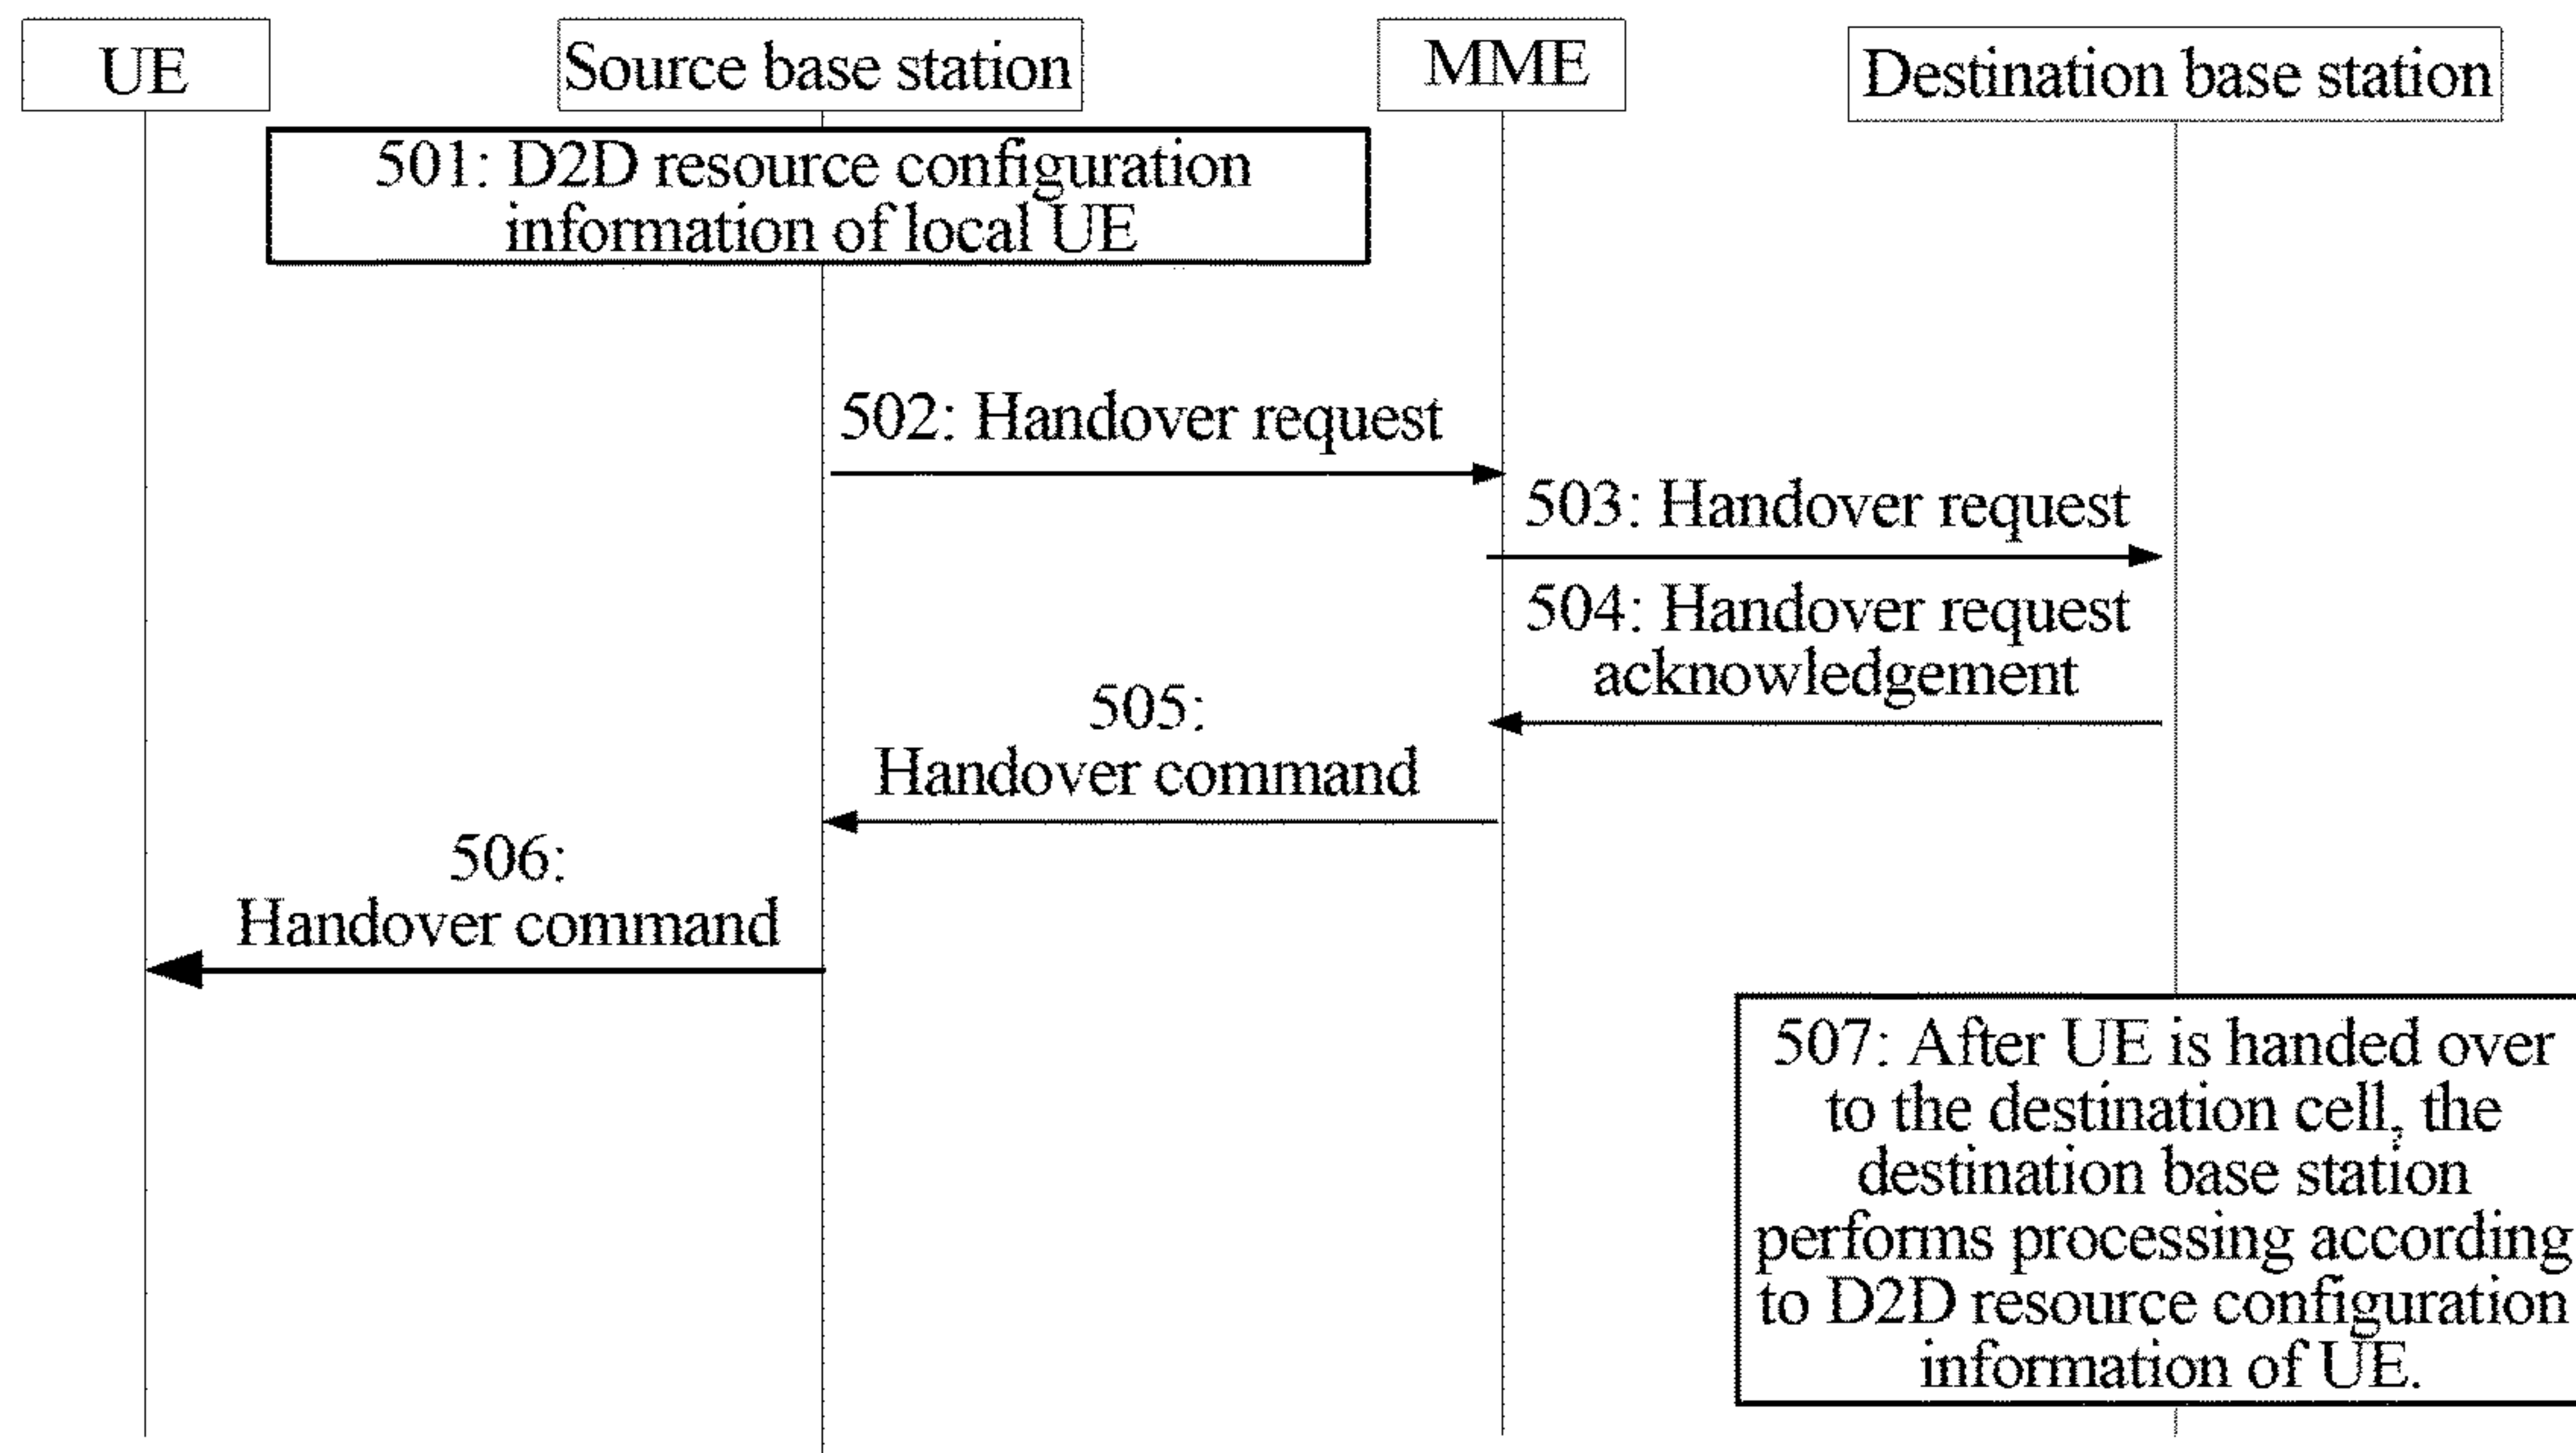 UE
Source base station
MME
Destination base station
501: D2D resource configuration
information of local UE
502: Handover request
503: Handover request
504: Handover request
acknowledgement
505:
Handover command
506:
Handover command
507: After UE is handed over
to the destination cell, the
destination base station
performs processing according
to D2D resource configuration
information of UE.